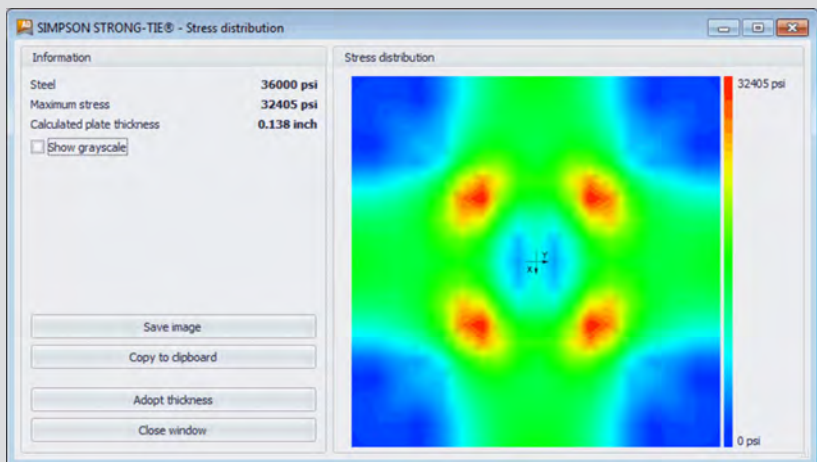 SIMPSON STRONG-TIE® - Stress distribution
Information
Steel 36000 psi
Maximum stress 32405 psi
Calculated plate thickness 0.138 inch
Show grayscale
Save image
Copy to clipboard
Adopt thickness
Close window
Stress distribution
32405 psi
Y
X
0 psi